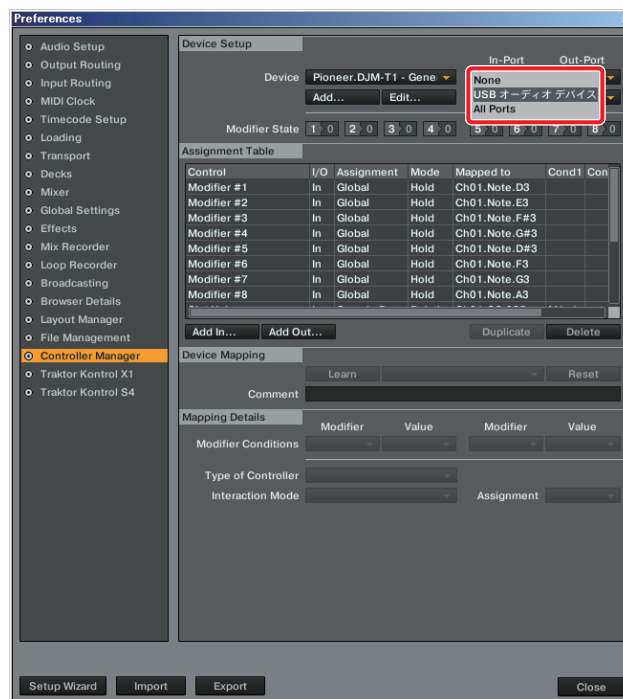 Preferences
Audio Setup
Output Routing
Input Routing
MIDI Clock
Timecode Setup
Loading
Transport
Decks
Mixer
Global Settings
Effects
Mix Recorder
Loop Recorder
Broadcasting
Browser Details
Layout Manager
File Management
Controller Manager
Traktor Kontrol X1
Traktor Kontrol S4
Device Setup
In-Port Out-Port
Device Pioneer.DJM-T1 - Gene
None
USB オーディオ デバイス
All Ports
Add... Edit...
Modifier State 1 0 2 0 3 0 4 0 5 0 6 0 7 0 8 0
Assignment Table
Control I/O Assignment Mode Mapped to Cond1 Con
Modifier #1 In Global Hold Ch01.Note.D3
Modifier #2 In Global Hold Ch01.Note.E3
Modifier #3 In Global Hold Ch01.Note.F#3
Modifier #4 In Global Hold Ch01.Note.G#3
Modifier #5 In Global Hold Ch01.Note.D#3
Modifier #6 In Global Hold Ch01.Note.F3
Modifier #7 In Global Hold Ch01.Note.G3
Modifier #8 In Global Hold Ch01.Note.A3
Add In... Add Out... Duplicate Delete
Device Mapping
Learn Reset
Comment
Mapping Details
Modifier Value Modifier Value
Modifier Conditions
Type of Controller
Interaction Mode Assignment
Setup Wizard Import Export Close